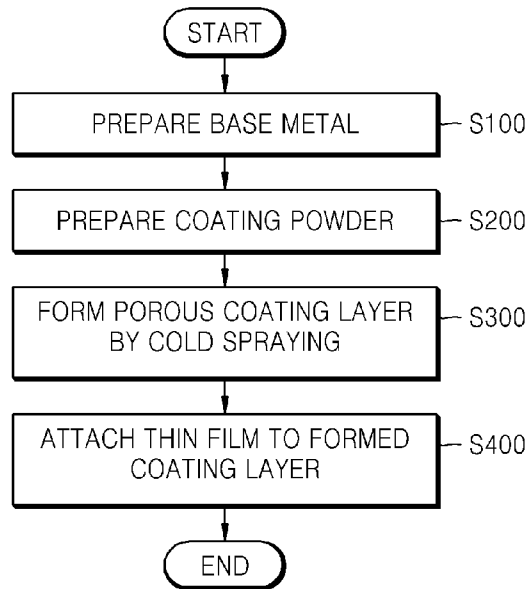 START
PREPARE BASE METAL
S100
PREPARE COATING POWDER
S200
FORM POROUS COATING LAYER
BY COLD SPRAYING
S300
ATTACH THIN FILM TO FORMED
COATING LAYER
S400
END